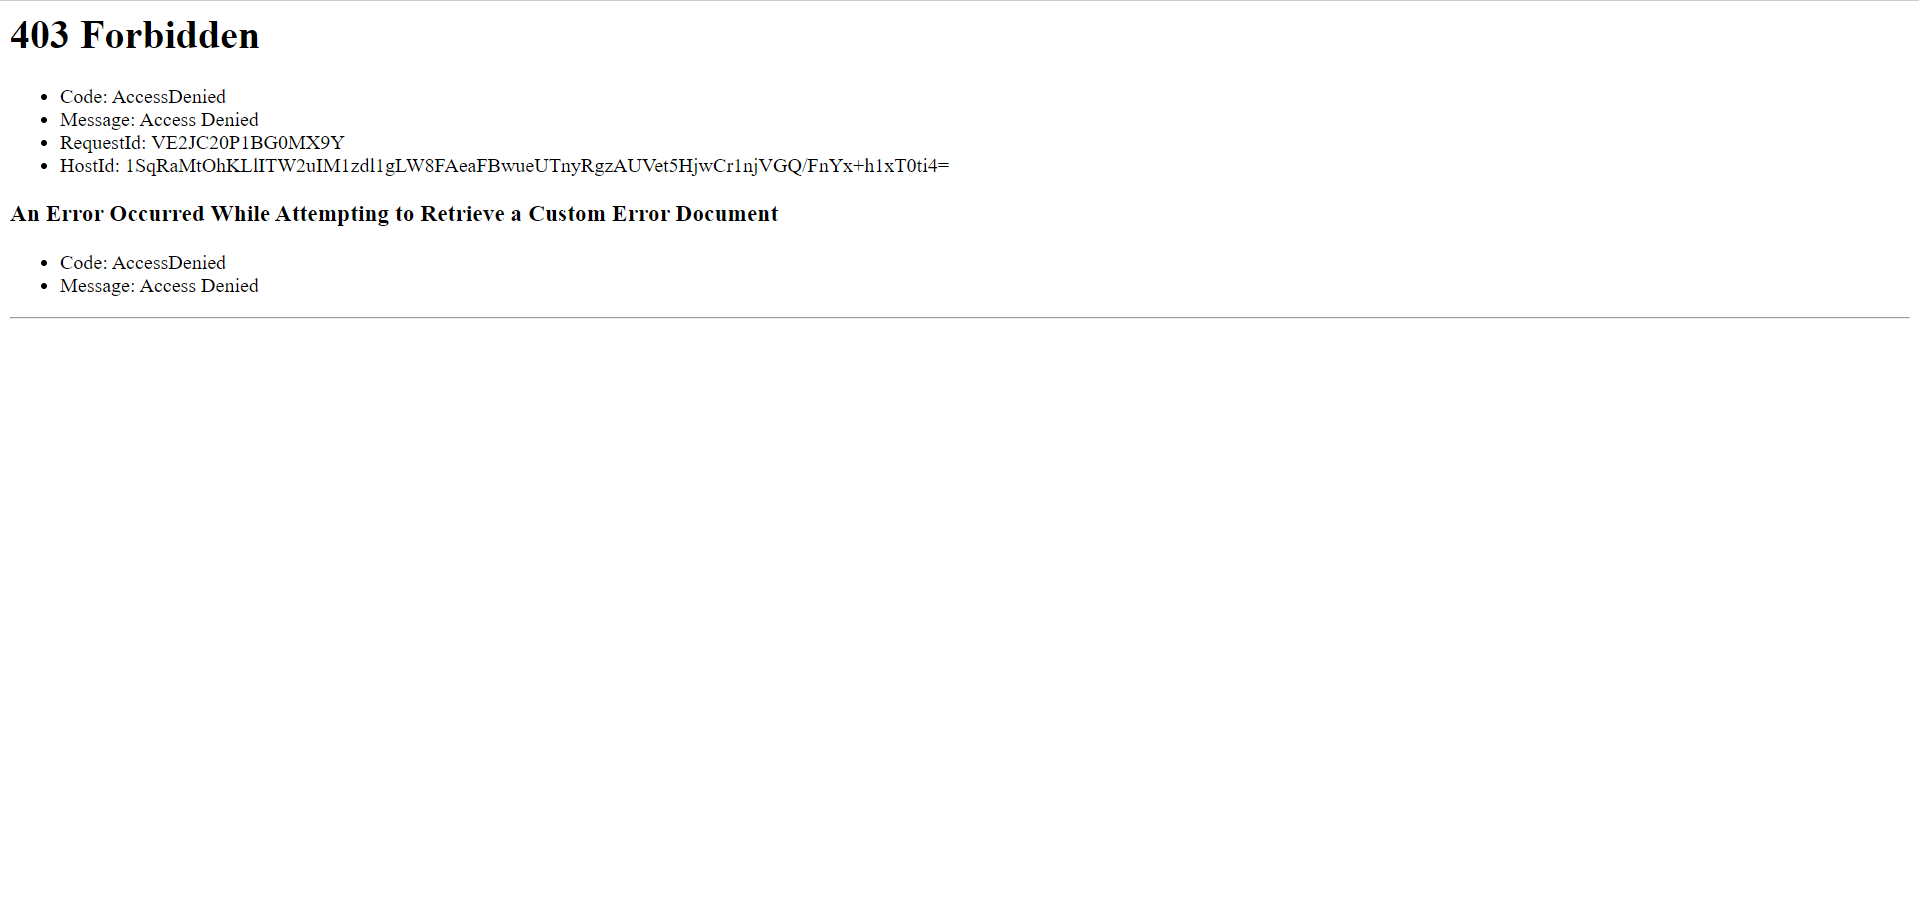 403 Forbidden
Code: AccessDenied
Message: Access Denied
RequestId: VE2JC20P1BG0MX9Y
HostId: 1SqRaMtOhKLlITW2uIM1zdl1gLW8FAeaFBwueUTnyRgzAUVet5HjwCr1njVGQ/FnYx+h1xT0ti4=
An Error Occurred While Attempting to Retrieve a Custom Error Document
Code: AccessDenied
Message: Access Denied